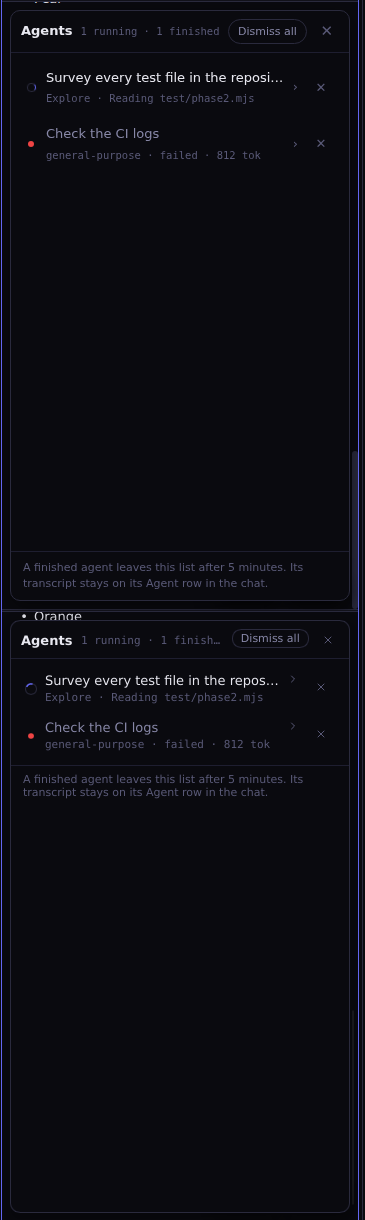 Agents 1 running · 1 finished Dismiss all ×
Survey every test file in the reposi… › ×
Explore · Reading test/phase2.mjs
Check the CI logs › ×
general-purpose · failed · 812 tok
A finished agent leaves this list after 5 minutes. Its
transcript stays on its Agent row in the chat.
• Orange
Agents 1 running · 1 finish… Dismiss all ×
Survey every test file in the repos… › ×
Explore · Reading test/phase2.mjs
Check the CI logs › ×
general-purpose · failed · 812 tok
A finished agent leaves this list after 5 minutes. Its
transcript stays on its Agent row in the chat.